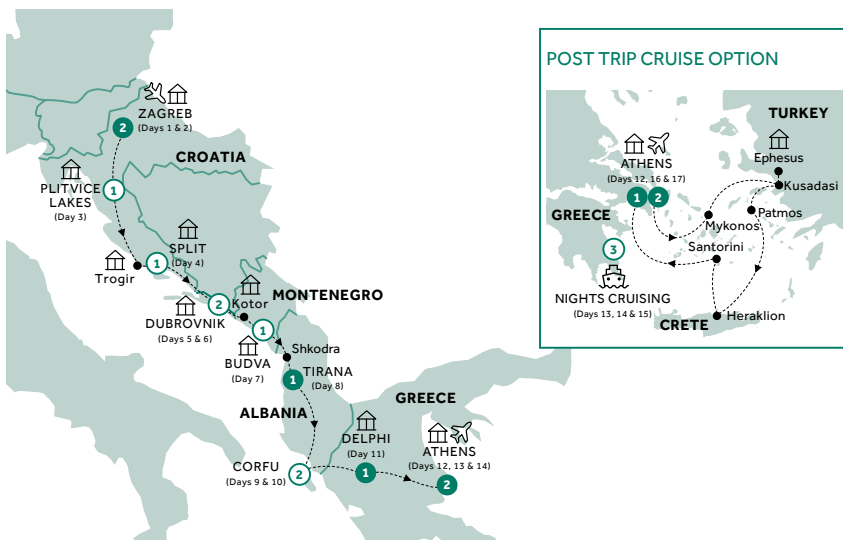 ZAGREB
(Days 1 & 2)
2
CROATIA
PLITVICE
LAKES
(Day 3)
1
SPLIT
(Day 4)
1
Trogir
Kotor
MONTENEGRO
2
DUBROVNIK
(Days 5 & 6)
1
BUDVA
(Day 7)
Shkodra
TIRANA
(Day 8)
1
ALBANIA
GREECE
DELPHI
(Day 11)
1
ATHENS
(Days 12, 13 & 14)
2
CORFU
(Days 9 & 10)
2
POST TRIP CRUISE OPTION
TURKEY
Ephesus
Kusadasi
ATHENS
(Days 12, 16 & 17)
1 2
GREECE
Patmos
Mykonos
Santorini
3
NIGHTS CRUISING
(Days 13, 14 & 15)
CRETE
Heraklion